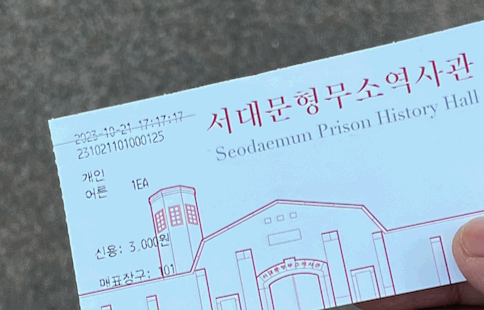 서대문형무소역사관
Seodaemun Prison History Hall
2023-10-21 17:17:17
231021101000125
개인
어른 1EA
신용: 3,000원
매표창구: 101
서대문형무소역사관